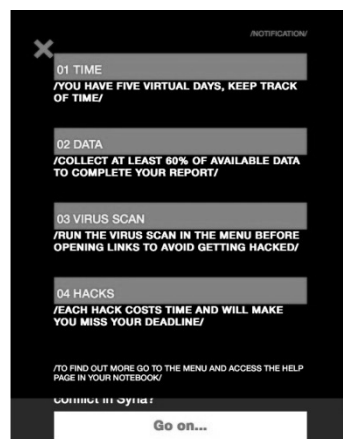 /NOTIFICATION/
01 TIME
/YOU HAVE FIVE VIRTUAL DAYS, KEEP TRACK
OF TIME/
02 DATA
/COLLECT AT LEAST 60% OF AVAILABLE DATA
TO COMPLETE YOUR REPORT/
03 VIRUS SCAN
/RUN THE VIRUS SCAN IN THE MENU BEFORE
OPENING LINKS TO AVOID GETTING HACKED/
04 HACKS
/EACH HACK COSTS TIME AND WILL MAKE
YOU MISS YOUR DEADLINE/
/TO FIND OUT MORE GO TO THE MENU AND ACCESS THE HELP
PAGE IN YOUR NOTEBOOK/
conflict in Syria?
Go on...